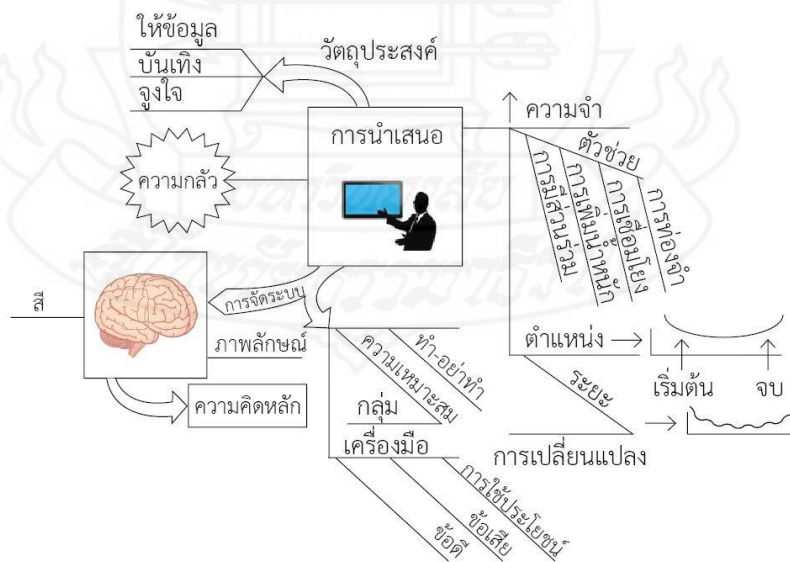 ให้ข้อมูล
บันเทิง
จูงใจ
วัตถุประสงค์
การนำเสนอ
ความกลัว
ความจำ
ตัวช่วย
การมีส่วนร่วม
การเพิ่มน้ำหนัก
การเชื่อมโยง
การท่องจำ
สี
การจัดระบบ
ภาพลักษณ์
ความคิดหลัก
ความเหมาะสม
ทำ-อย่าทำ
กลุ่ม
เครื่องมือ
ข้อดี
ข้อเสีย
การใช้ประโยชน์
ตำแหน่ง
เริ่มต้น
จบ
ระยะ
การเปลี่ยนแปลง